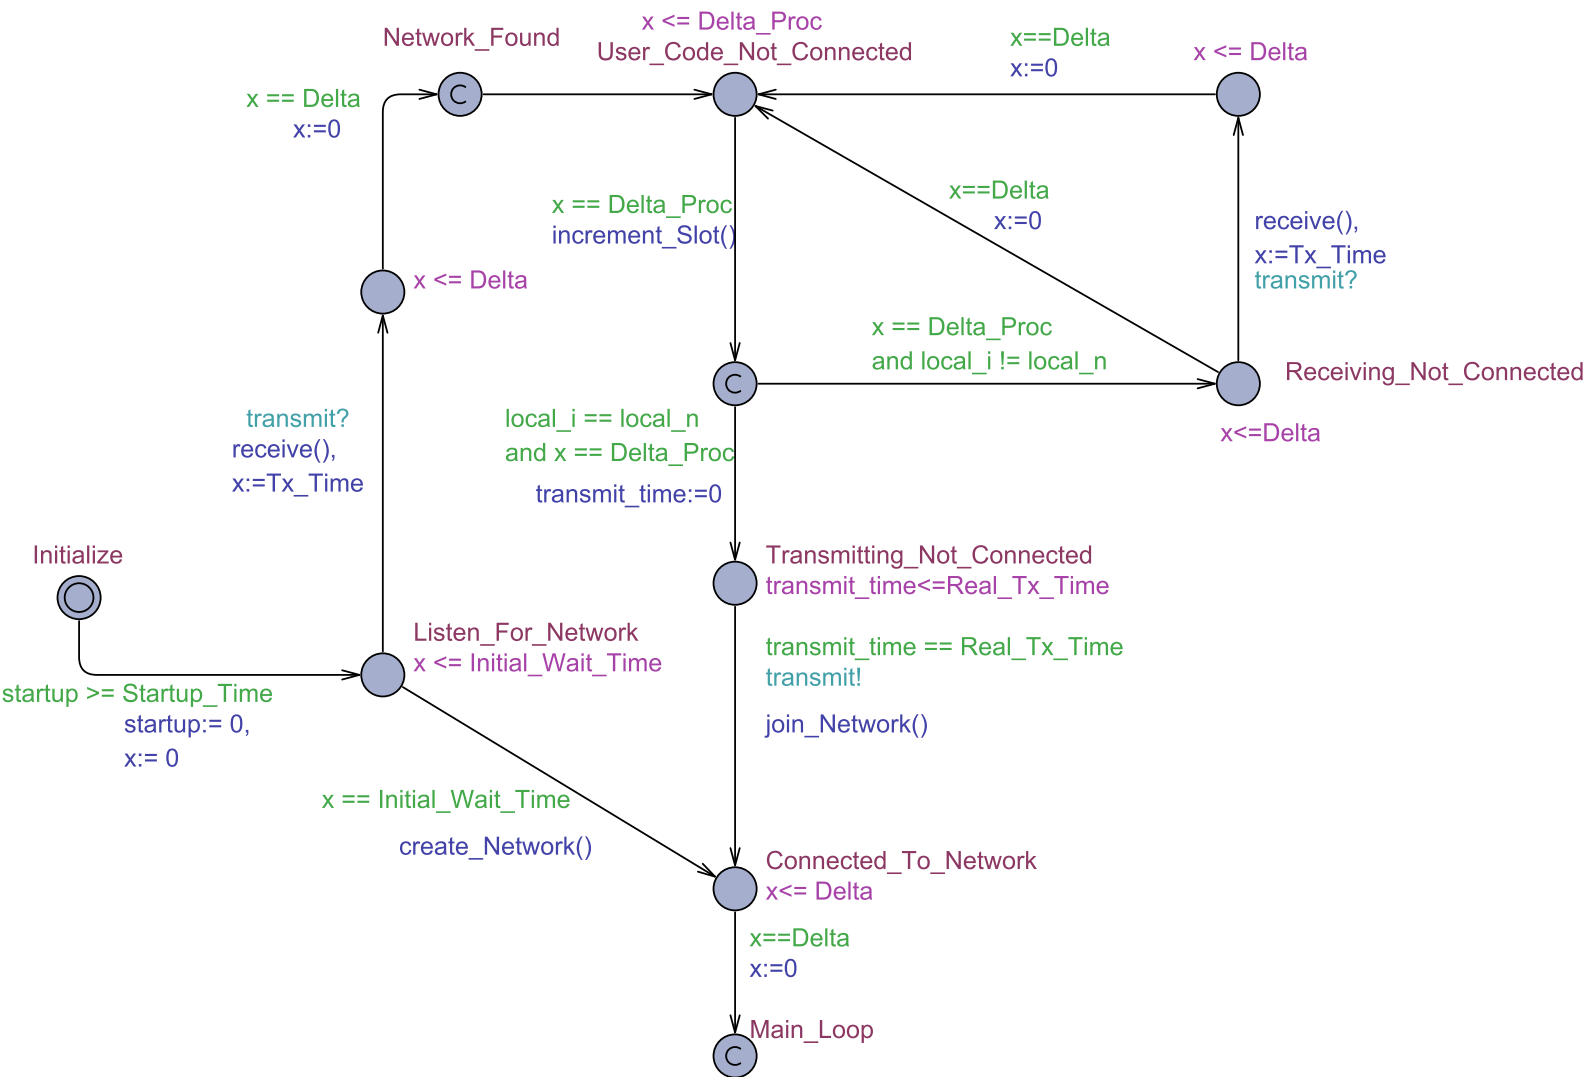 x <= Delta_Proc
Network_Found
User_Code_Not_Connected
x==Delta
x:=0
x <= Delta
x == Delta
x:=0
C
x == Delta_Proc
increment_Slot()
x==Delta
x:=0
receive(),
x:=Tx_Time
transmit?
x <= Delta
x == Delta_Proc
and local_i != local_n
C
Receiving_Not_Connected
x<=Delta
transmit?
receive(),
x:=Tx_Time
local_i == local_n
and x == Delta_Proc
transmit_time:=0
Initialize
Transmitting_Not_Connected
transmit_time<=Real_Tx_Time
Listen_For_Network
x <= Initial_Wait_Time
transmit_time == Real_Tx_Time
transmit!
join_Network()
startup >= Startup_Time
startup:= 0,
x:= 0
x == Initial_Wait_Time
create_Network()
Connected_To_Network
x<= Delta
x==Delta
x:=0
Main_Loop
C